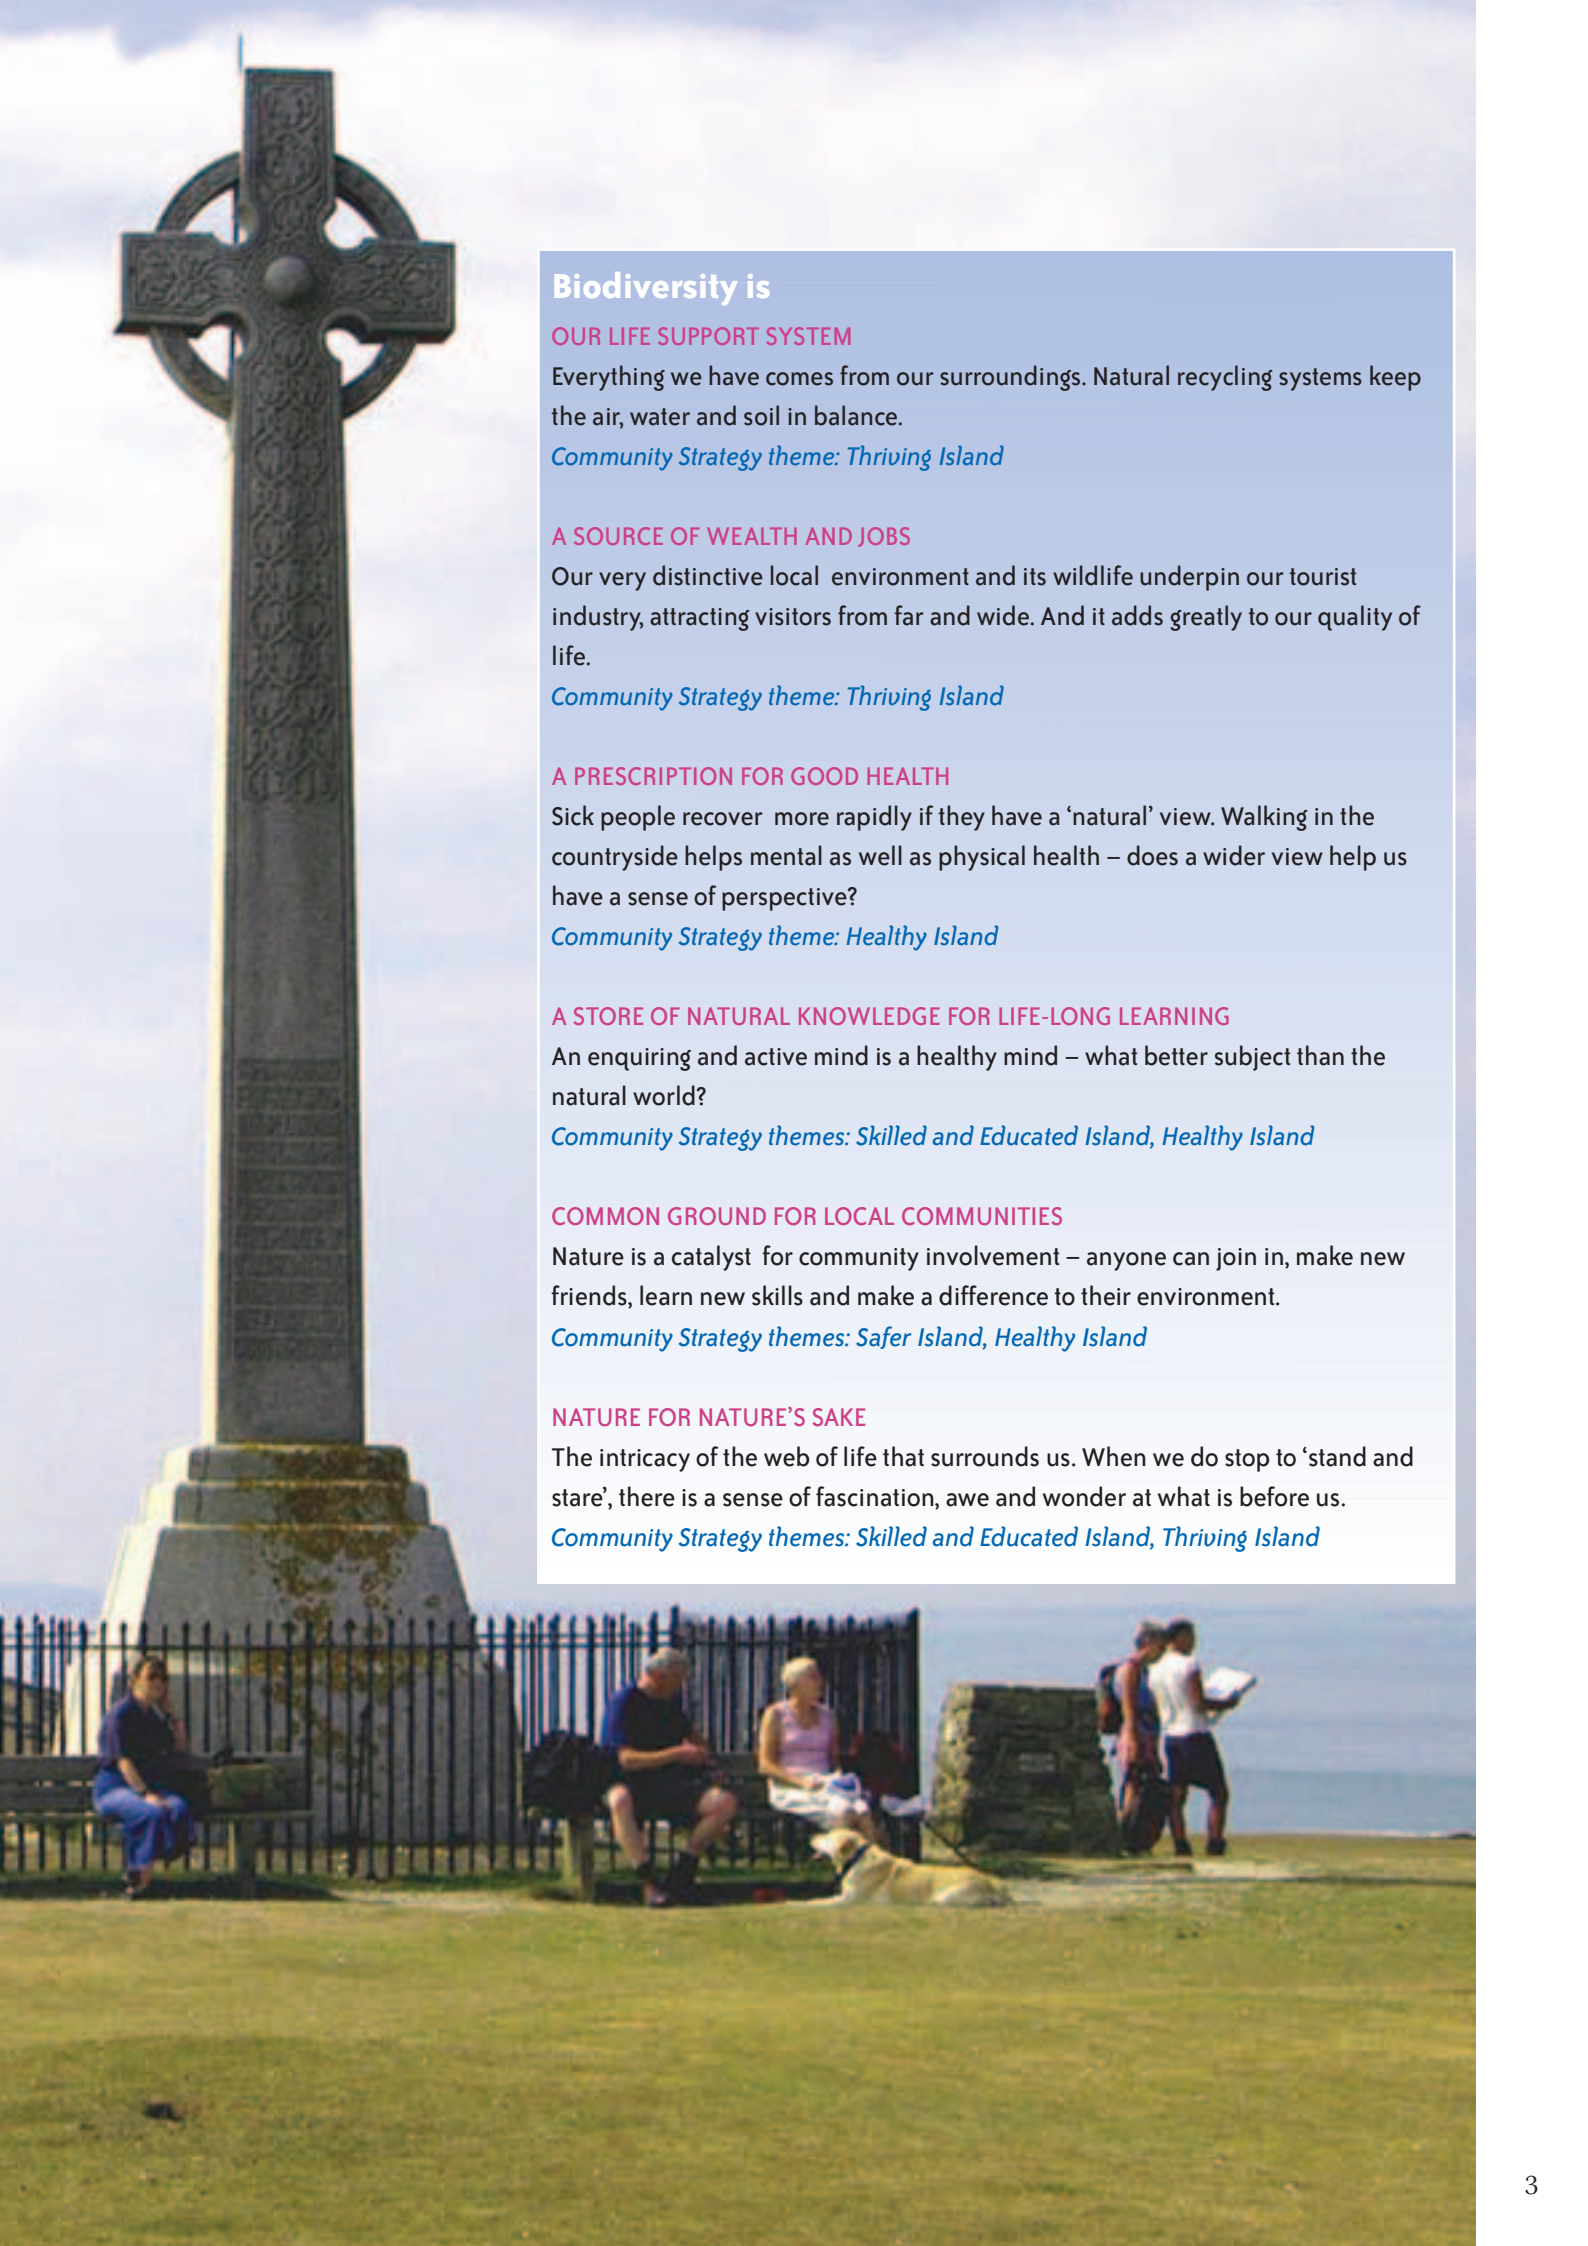 Biodiversity is
OUR LIFE SUPPORT SYSTEM
Everything we have comes from our surroundings. Natural recycling systems keep
the air, water and soil in balance.
Community Strategy theme: Thriving Island
A SOURCE OF WEALTH AND JOBS
Our very distinctive local environment and its wildlife underpin our tourist
industry, attracting visitors from far and wide. And it adds greatly to our quality of
life.
Community Strategy theme: Thriving Island
A PRESCRIPTION FOR GOOD HEALTH
Sick people recover more rapidly if they have a ‘natural’ view. Walking in the
countryside helps mental as well as physical health – does a wider view help us
have a sense of perspective?
Community Strategy theme: Healthy Island
A STORE OF NATURAL KNOWLEDGE FOR LIFE-LONG LEARNING
An enquiring and active mind is a healthy mind – what better subject than the
natural world?
Community Strategy themes: Skilled and Educated Island, Healthy Island
COMMON GROUND FOR LOCAL COMMUNITIES
Nature is a catalyst for community involvement – anyone can join in, make new
friends, learn new skills and make a difference to their environment.
Community Strategy themes: Safer Island, Healthy Island
NATURE FOR NATURE’S SAKE
The intricacy of the web of life that surrounds us. When we do stop to ‘stand and
stare’, there is a sense of fascination, awe and wonder at what is before us.
Community Strategy themes: Skilled and Educated Island, Thriving Island
3